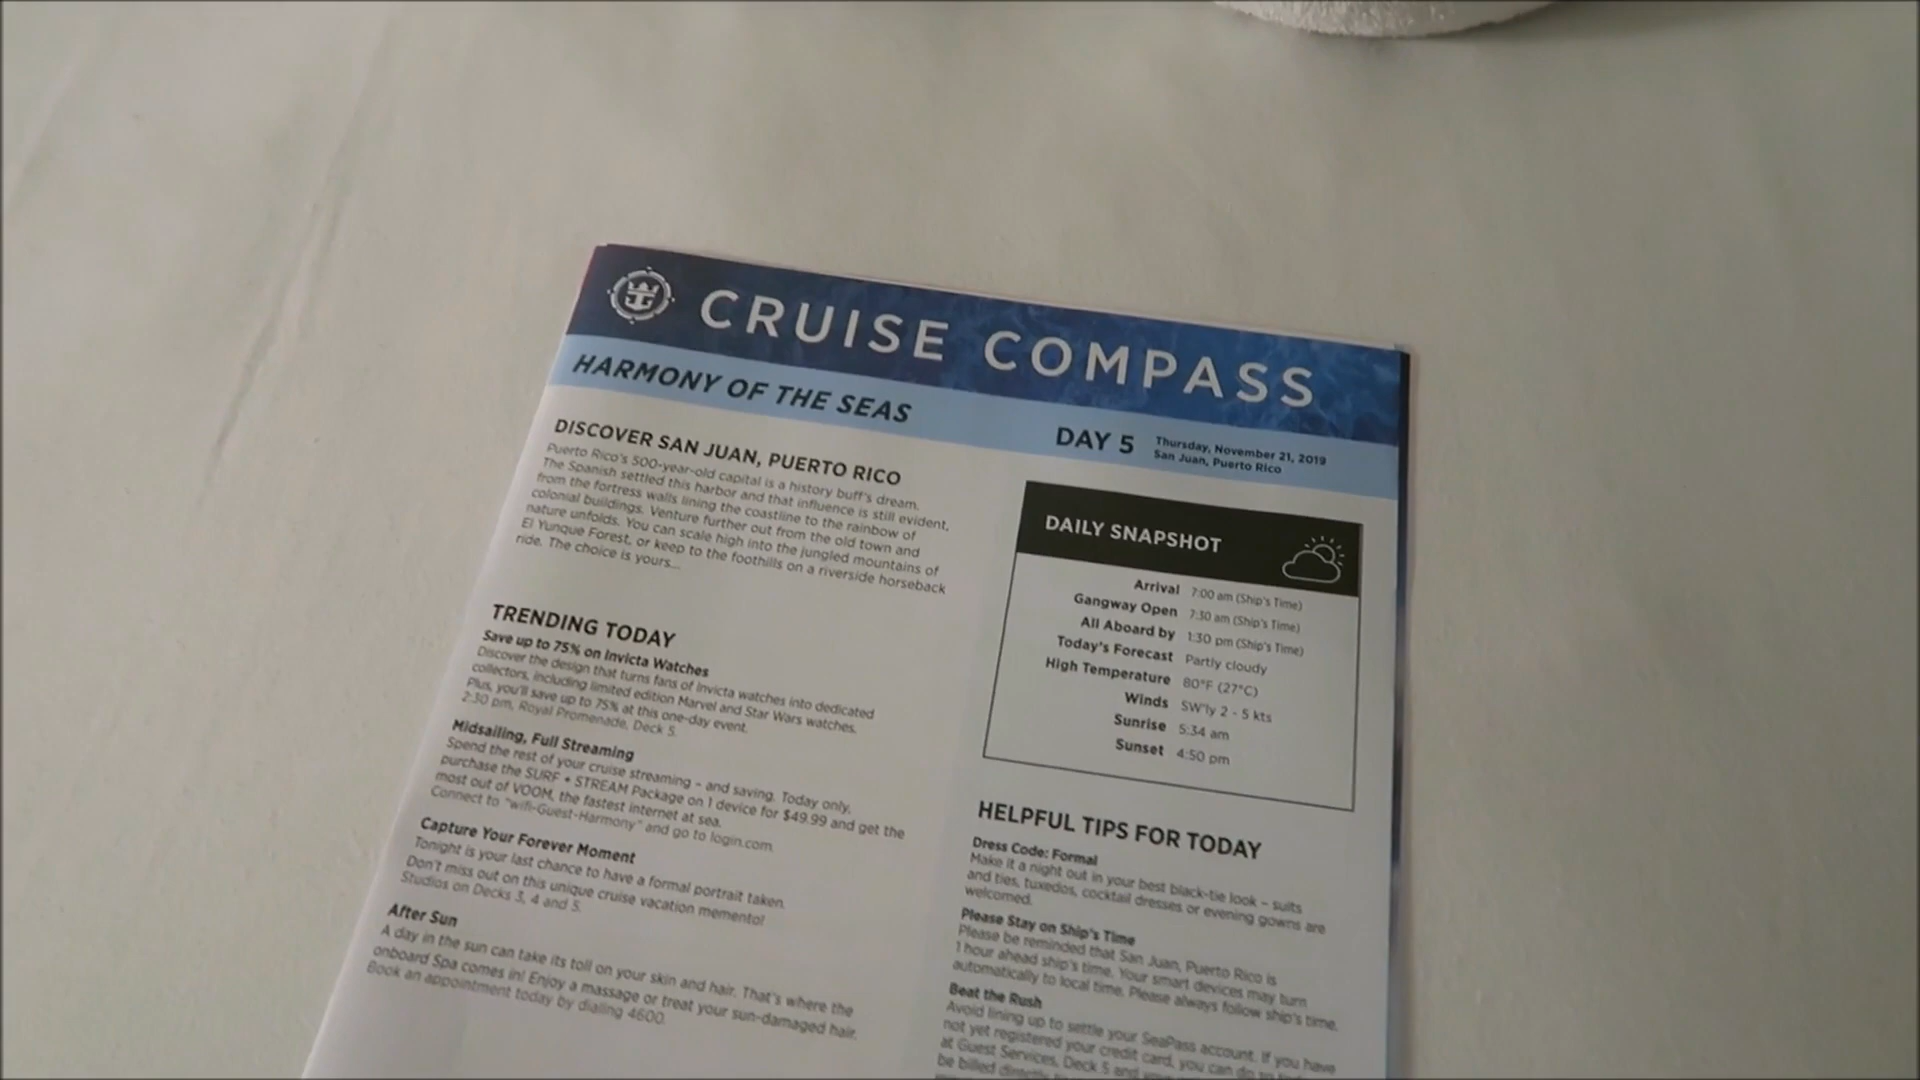 CRUISE COMPASS
HARMONY OF THE SEAS
DAY 5
Thursday, November 21, 2019
San Juan, Puerto Rico
DISCOVER SAN JUAN, PUERTO RICO
Puerto Rico's 500-year-old capital is a history buff's dream.
The Spanish settled this harbor and that influence is still evident,
from the fortress walls lining the coastline to the rainbow of
colonial buildings. Venture further out from the old town and
nature unfolds. You can scale high into the jungled mountains of
El Yunque Forest, or keep to the foothills on a riverside horseback
ride. The choice is yours...
TRENDING TODAY
Save up to 75% on Invicta Watches
Discover the design that turns fans of Invicta watches into dedicated
collectors, including limited edition Marvel and Star Wars watches.
Plus, you'll save up to 75% at this one-day event.
2:30 pm, Royal Promenade, Deck 5.
Midsailing, Full Streaming
Spend the rest of your cruise streaming – and saving. Today only,
purchase the SURF + STREAM Package on 1 device for $49.99 and get the
most out of VOOM, the fastest internet at sea.
Connect to "wifi-Guest-Harmony" and go to login.com.
Capture Your Forever Moment
Tonight is your last chance to have a formal portrait taken.
Don't miss out on this unique cruise vacation memento!
Studios on Decks 3, 4 and 5.
After Sun
A day in the sun can take its toll on your skin and hair. That's where the
onboard Spa comes in! Enjoy a massage or treat your sun-damaged hair.
Book an appointment today by dialing 4600.
DAILY SNAPSHOT
Arrival 7:00 am (Ship's Time)
Gangway Open 7:30 am (Ship's Time)
All Aboard by 1:30 pm (Ship's Time)
Today's Forecast Partly cloudy
High Temperature 80°F (27°C)
Winds SW'ly 2 - 5 kts
Sunrise 5:34 am
Sunset 4:50 pm
HELPFUL TIPS FOR TODAY
Dress Code: Formal
Make it a night out in your best black-tie look – suits
and ties, tuxedos, cocktail dresses or evening gowns are
welcomed.
Please Stay on Ship's Time
Please be reminded that San Juan, Puerto Rico is
1 hour ahead ship's time. Your smart devices may turn
automatically to local time. Please always follow ship's time.
Beat the Rush
Avoid lining up to settle your SeaPass account. If you have
not yet registered your credit card, you can do so
at Guest Services, Deck 5 and
be billed directly